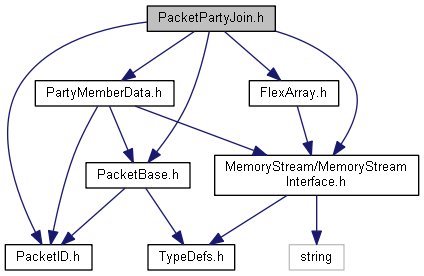 PacketPartyJoin.h
PartyMemberData.h
FlexArray.h
PacketBase.h
MemoryStream/MemoryStream
Interface.h
PacketID.h
TypeDefs.h
string